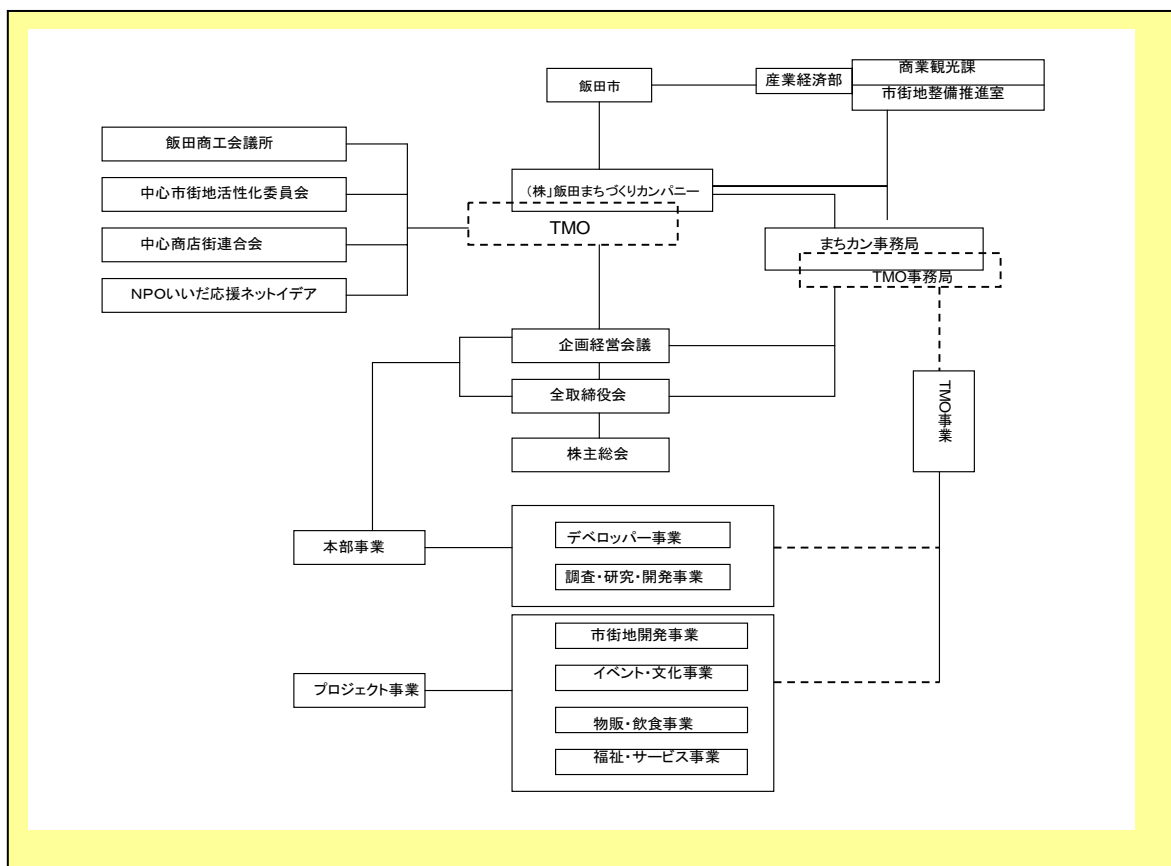 飯田市
産業経済部
商業観光課
市街地整備推進室
飯田商工会議所
中心市街地活性化委員会
中心商店街連合会
NPOいいだ応援ネットイデア
(株)飯田まちづくりカンパニー
TMO
まちカン事務局
TMO事務局
企画経営会議
全取締役会
株主総会
TMO事業
本部事業
デベロッパー事業
調査・研究・開発事業
プロジェクト事業
市街地開発事業
イベント・文化事業
物販・飲食事業
福祉・サービス事業